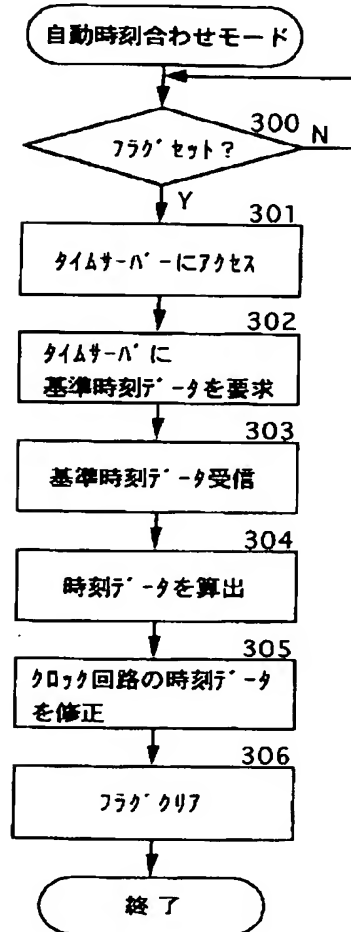 自動時刻合わせモード
300
フラグセット？
N
Y
301
タイムサーバーにアクセス
302
タイムサーバに
基準時刻データを要求
303
基準時刻データ受信
304
時刻データを算出
305
クロック回路の時刻データ
を修正
306
フラグクリア
終了